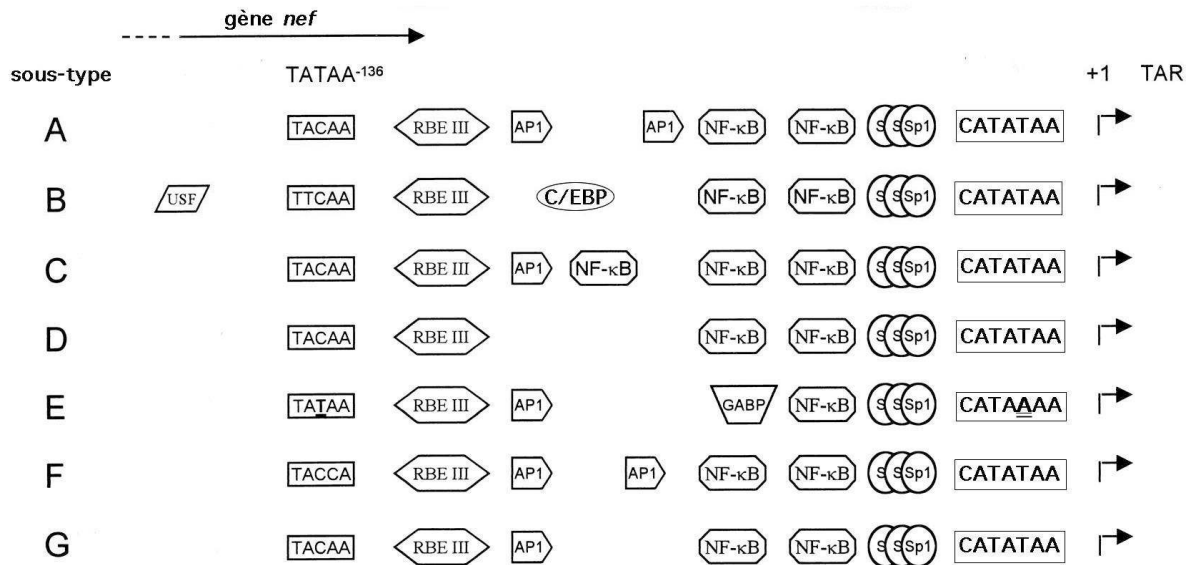 gène nef
sous-type TATAA-136 +1 TAR
A TACAA RBE III AP1 AP1 NF-κB NF-κB S S Sp1 CATATAA
B USF TTCAA RBE III C/EBP NF-κB NF-κB S S Sp1 CATATAA
C TACAA RBE III AP1 NF-κB NF-κB NF-κB S S Sp1 CATATAA
D TACAA RBE III NF-κB NF-κB S S Sp1 CATATAA
E TATAA RBE III AP1 GABP NF-κB S S Sp1 CATAAAA
F TACCA RBE III AP1 AP1 NF-κB NF-κB S S Sp1 CATATAA
G TACAA RBE III AP1 NF-κB NF-κB S S Sp1 CATATAA